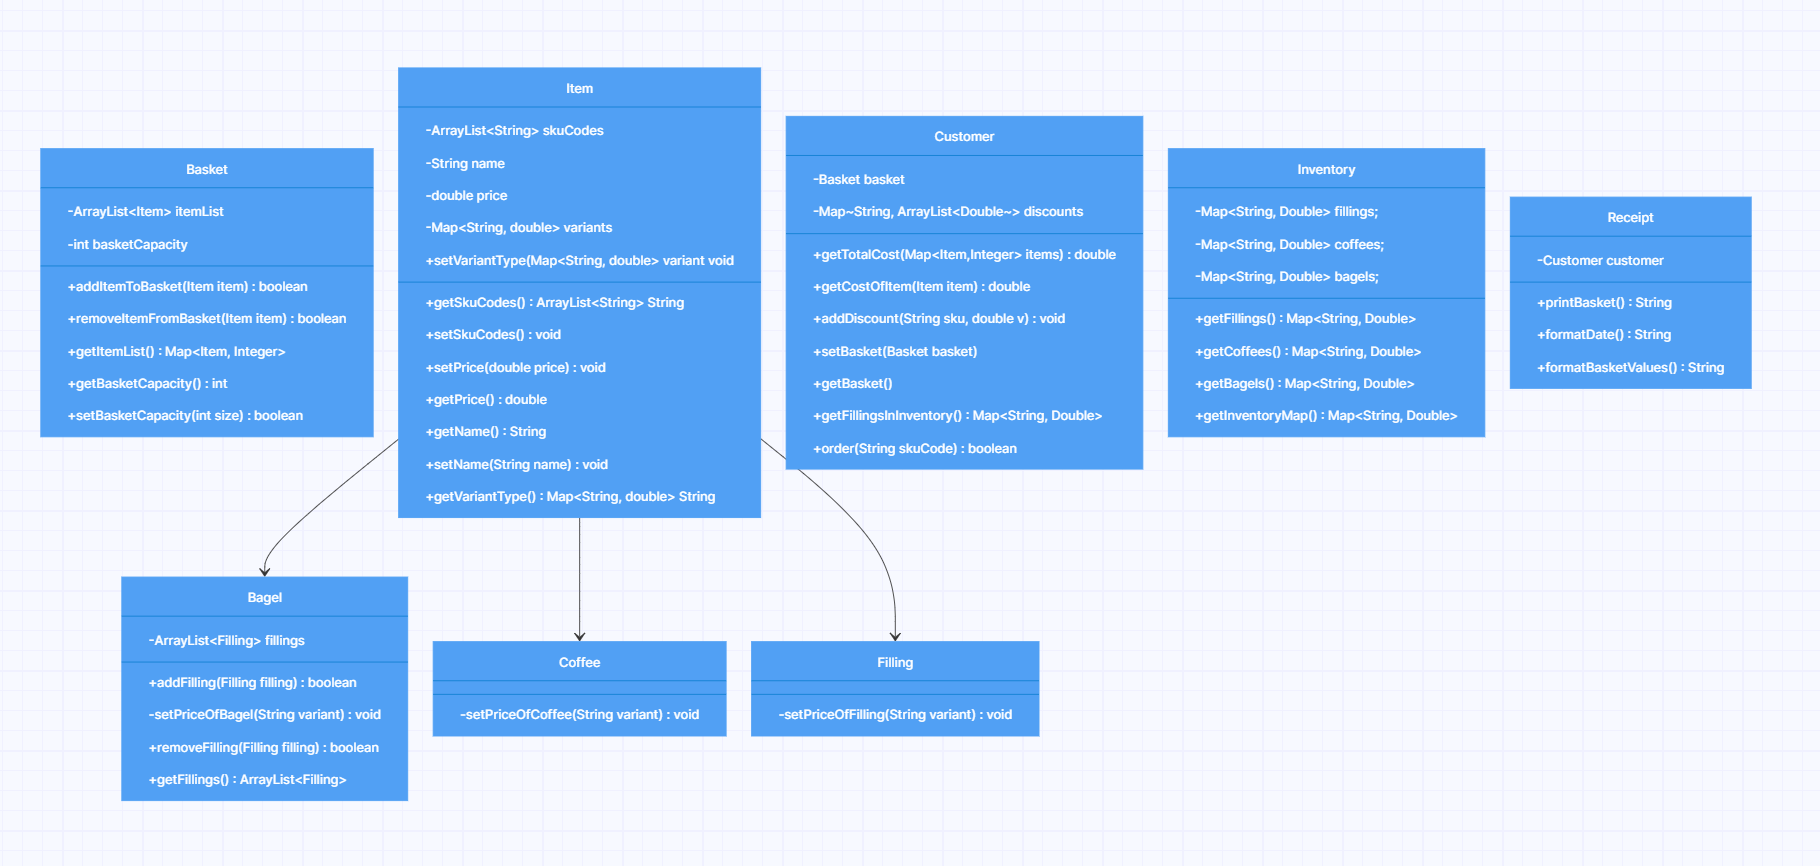 Basket
-ArrayList<Item> itemList
-int basketCapacity
+addItemToBasket(Item item) : boolean
+removeItemFromBasket(Item item) : boolean
+getItemList() : Map<Item, Integer>
+getBasketCapacity() : int
+setBasketCapacity(int size) : boolean
Item
-ArrayList<String> skuCodes
-String name
-double price
-Map<String, double> variants
+setVariantType(Map<String, double> variant void
+getSkuCodes() : ArrayList<String> String
+setSkuCodes() : void
+setPrice(double price) : void
+getPrice() : double
+getName() : String
+setName(String name) : void
+getVariantType() : Map<String, double> String
Customer
-Basket basket
-Map~String, ArrayList<Double~> discounts
+getTotalCost(Map<Item,Integer> items) : double
+getCostOfItem(Item item) : double
+addDiscount(String sku, double v) : void
+setBasket(Basket basket)
+getBasket()
+getFillingsInInventory() : Map<String, Double>
+order(String skuCode) : boolean
Inventory
-Map<String, Double> fillings;
-Map<String, Double> coffees;
-Map<String, Double> bagels;
+getFillings() : Map<String, Double>
+getCoffees() : Map<String, Double>
+getBagels() : Map<String, Double>
+getInventoryMap() : Map<String, Double>
Receipt
-Customer customer
+printBasket() : String
+formatDate() : String
+formatBasketValues() : String
Bagel
-ArrayList<Filling> fillings
+addFilling(Filling filling) : boolean
-setPriceOfBagel(String variant) : void
+removeFilling(Filling filling) : boolean
+getFillings() : ArrayList<Filling>
Coffee
-setPriceOfCoffee(String variant) : void
Filling
-setPriceOfFilling(String variant) : void